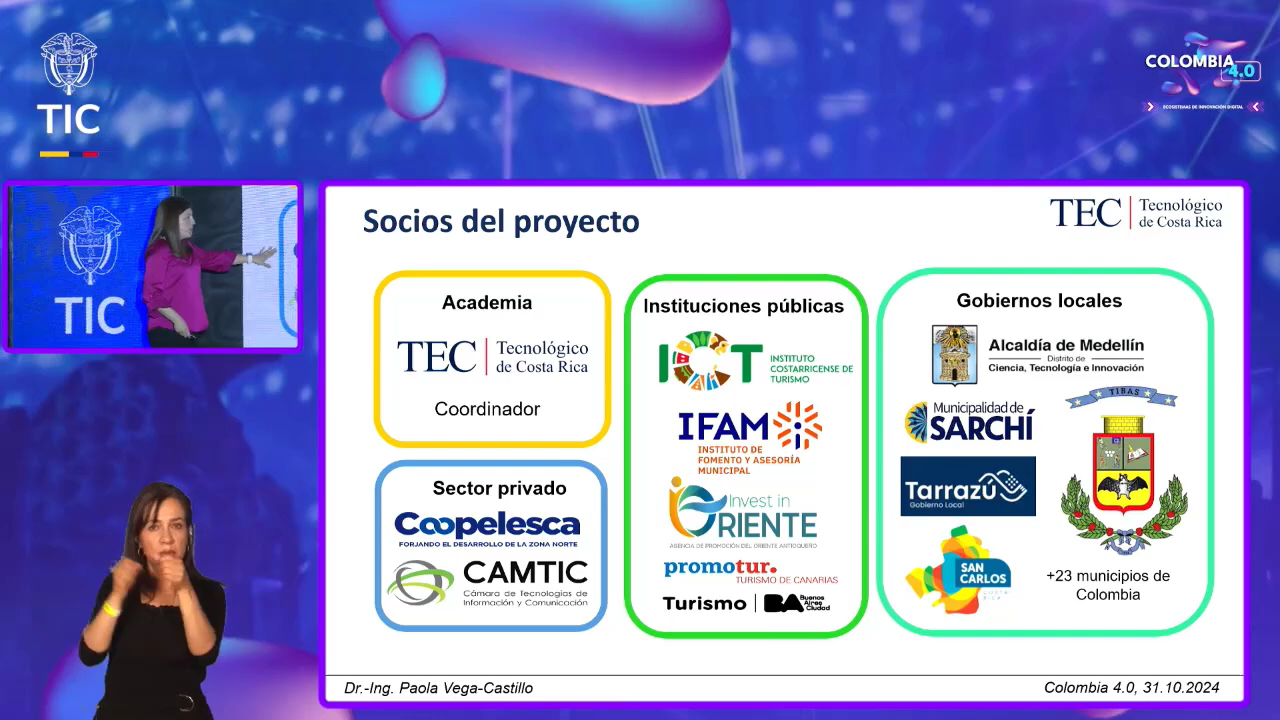 TIC
COLOMBIA
4.0
ECOSISTEMAS DE INNOVACIÓN DIGITAL
TIC
Socios del proyecto
TEC
Tecnológico
de Costa Rica
Academia
TEC
Tecnológico
de Costa Rica
Coordinador
Sector privado
Coopelesca
FORJANDO EL DESARROLLO DE LA ZONA NORTE
CAMTIC
Cámara de Tecnologías de
Información y Comunicación
Instituciones públicas
ICT
INSTITUTO
COSTARRICENSE DE
TURISMO
IFAM
INSTITUTO DE
FOMENTO Y ASESORÍA
MUNICIPAL
Invest in
ORIENTE
AGENCIA DE PROMOCIÓN DEL ORIENTE ANTIOQUEÑO
promotur.
TURISMO DE CANARIAS
Turismo
BA
Buenos
Aires
Ciudad
Gobiernos locales
Alcaldía de Medellín
Distrito de
Ciencia, Tecnología e Innovación
Municipalidad de
SARCHÍ
TIBAS
Tarrazú
Gobierno Local
SAN
CARLOS
COSTA
RICA
+23 municipios de
Colombia
Dr.-Ing. Paola Vega-Castillo
Colombia 4.0, 31.10.2024